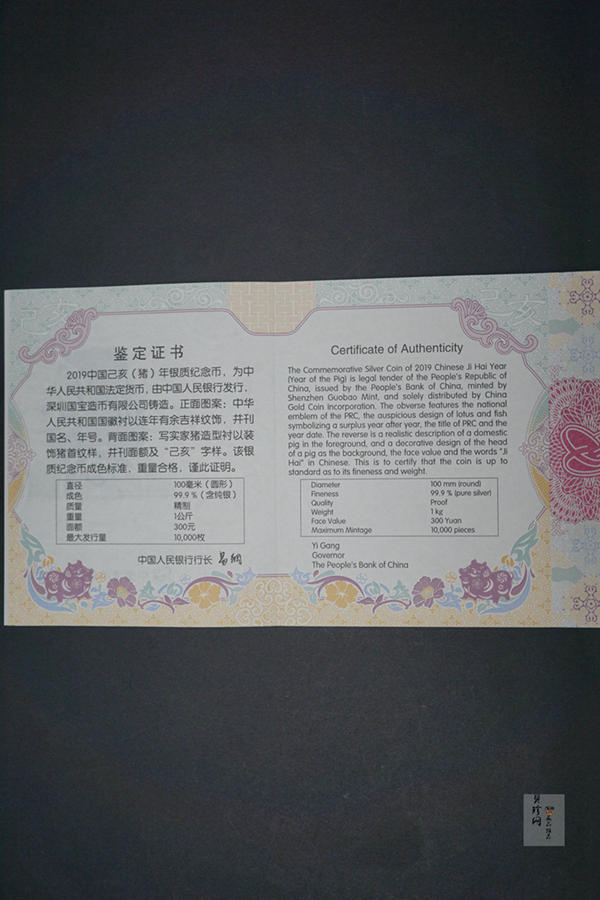 鉴定证书
2019中国己亥（猪）年银质纪念币，为中
华人民共和国法定货币，由中国人民银行发行，
深圳国宝造币有限公司铸造。正面图案：中华
人民共和国国徽衬以连年有余吉祥纹饰，并刊
国名、年号。背面图案：写实家猪造型衬以装
饰猪首纹样，并刊面额及“己亥”字样。该银
质纪念币成色标准，重量合格，谨此证明。
直径 100毫米（圆形）
成色 99.9％（含纯银）
质量 精制
重量 1公斤
面额 300元
最大发行量 10,000枚
中国人民银行行长 易纲
Certificate of Authenticity
The Commemorative Silver Coin of 2019 Chinese Ji Hai Year
(Year of the Pig) is legal tender of the People's Republic of
China, issued by the People's Bank of China, minted by
Shenzhen Guobao Mint, and solely distributed by China
Gold Coin Incorporation. The obverse features the national
emblem of the PRC, the auspicious design of lotus and fish
symbolizing a surplus year after year, the title of PRC and the
year date. The reverse is a realistic description of a domestic
pig in the foreground, and a decorative design of the head
of a pig as the background, the face value and the words "Ji
Hai" in Chinese. This is to certify that the coin is up to
standard as to its fineness and weight.
Diameter 100 mm (round)
Fineness 99.9 % (pure silver)
Quality Proof
Weight 1 kg
Face Value 300 Yuan
Maximum Mintage 10,000 pieces
Yi Gang
Governor
The People's Bank of China
己亥
己亥